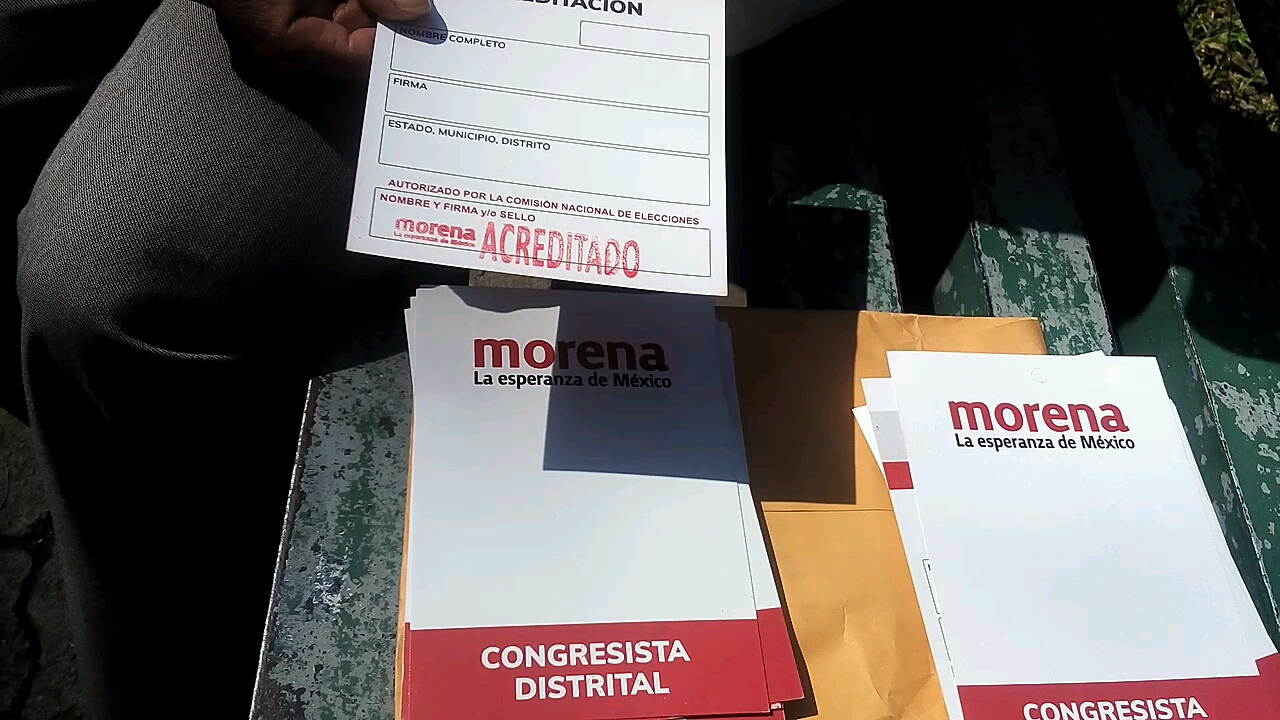 NOMBRE COMPLETO
FIRMA
ESTADO, MUNICIPIO, DISTRITO
AUTORIZADO POR LA COMISIÓN NACIONAL DE ELECCIONES
NOMBRE Y FIRMA y/o SELLO
morena
La esperanza de México
ACREDITADO
morena
La esperanza de México
CONGRESISTA
DISTRITAL
morena
La esperanza de México
CONGRESISTA